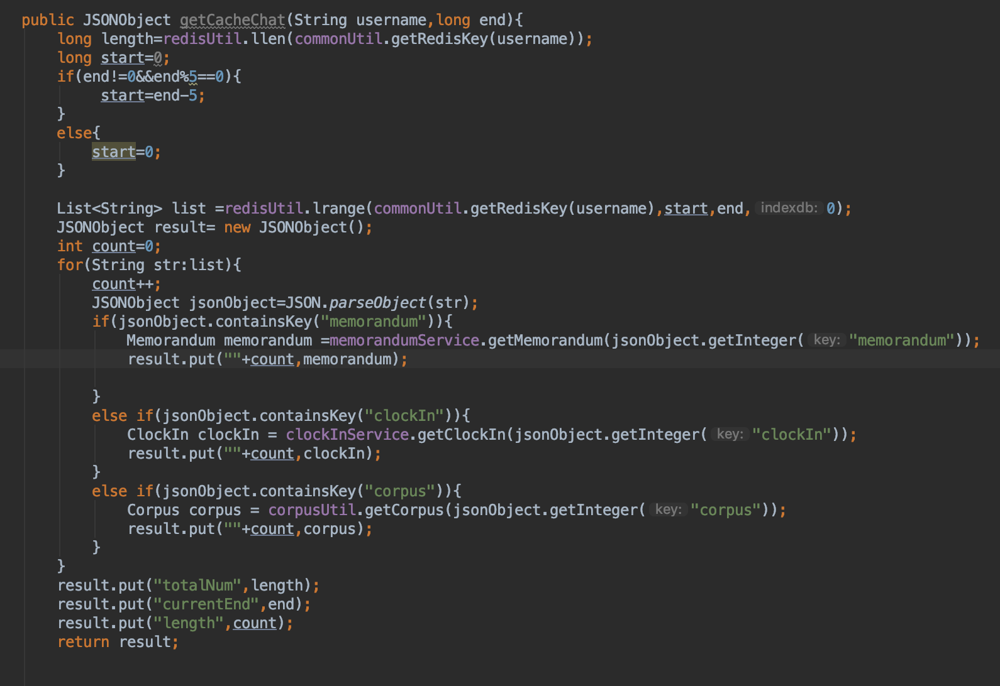 public JSONObject getCacheChat(String username,long end){
long length=redisUtil.llen(commonUtil.getRedisKey(username));
long start=0;
if(end!=0&&end%5==0){
start=end-5;
}
else{
start=0;
}
List<String> list =redisUtil.lrange(commonUtil.getRedisKey(username),start,end, indexdb: 0);
JSONObject result= new JSONObject();
int count=0;
for(String str:list){
count++;
JSONObject jsonObject=JSON.parseObject(str);
if(jsonObject.containsKey("memorandum")){
Memorandum memorandum =memorandumService.getMemorandum(jsonObject.getInteger( key: "memorandum"));
result.put(""+count,memorandum);
}
else if(jsonObject.containsKey("clockIn")){
ClockIn clockIn = clockInService.getClockIn(jsonObject.getInteger( key: "clockIn"));
result.put(""+count,clockIn);
}
else if(jsonObject.containsKey("corpus")){
Corpus corpus = corpusUtil.getCorpus(jsonObject.getInteger( key: "corpus"));
result.put(""+count,corpus);
}
}
result.put("totalNum",length);
result.put("currentEnd",end);
result.put("length",count);
return result;